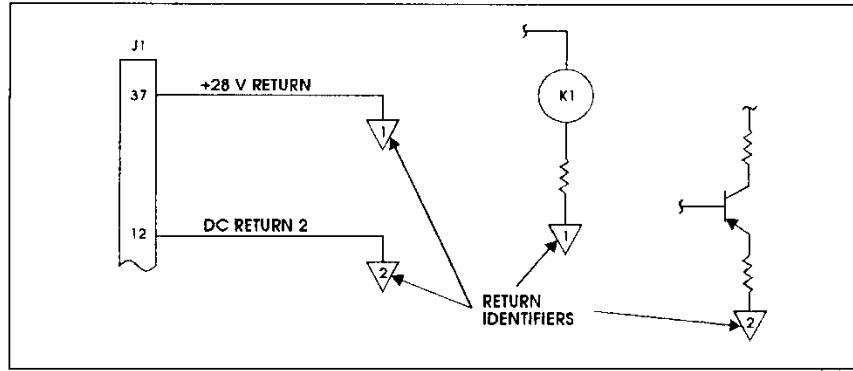 J1
37
+28 V RETURN
1
12
DC RETURN 2
2
K1
1
2
RETURN
IDENTIFIERS